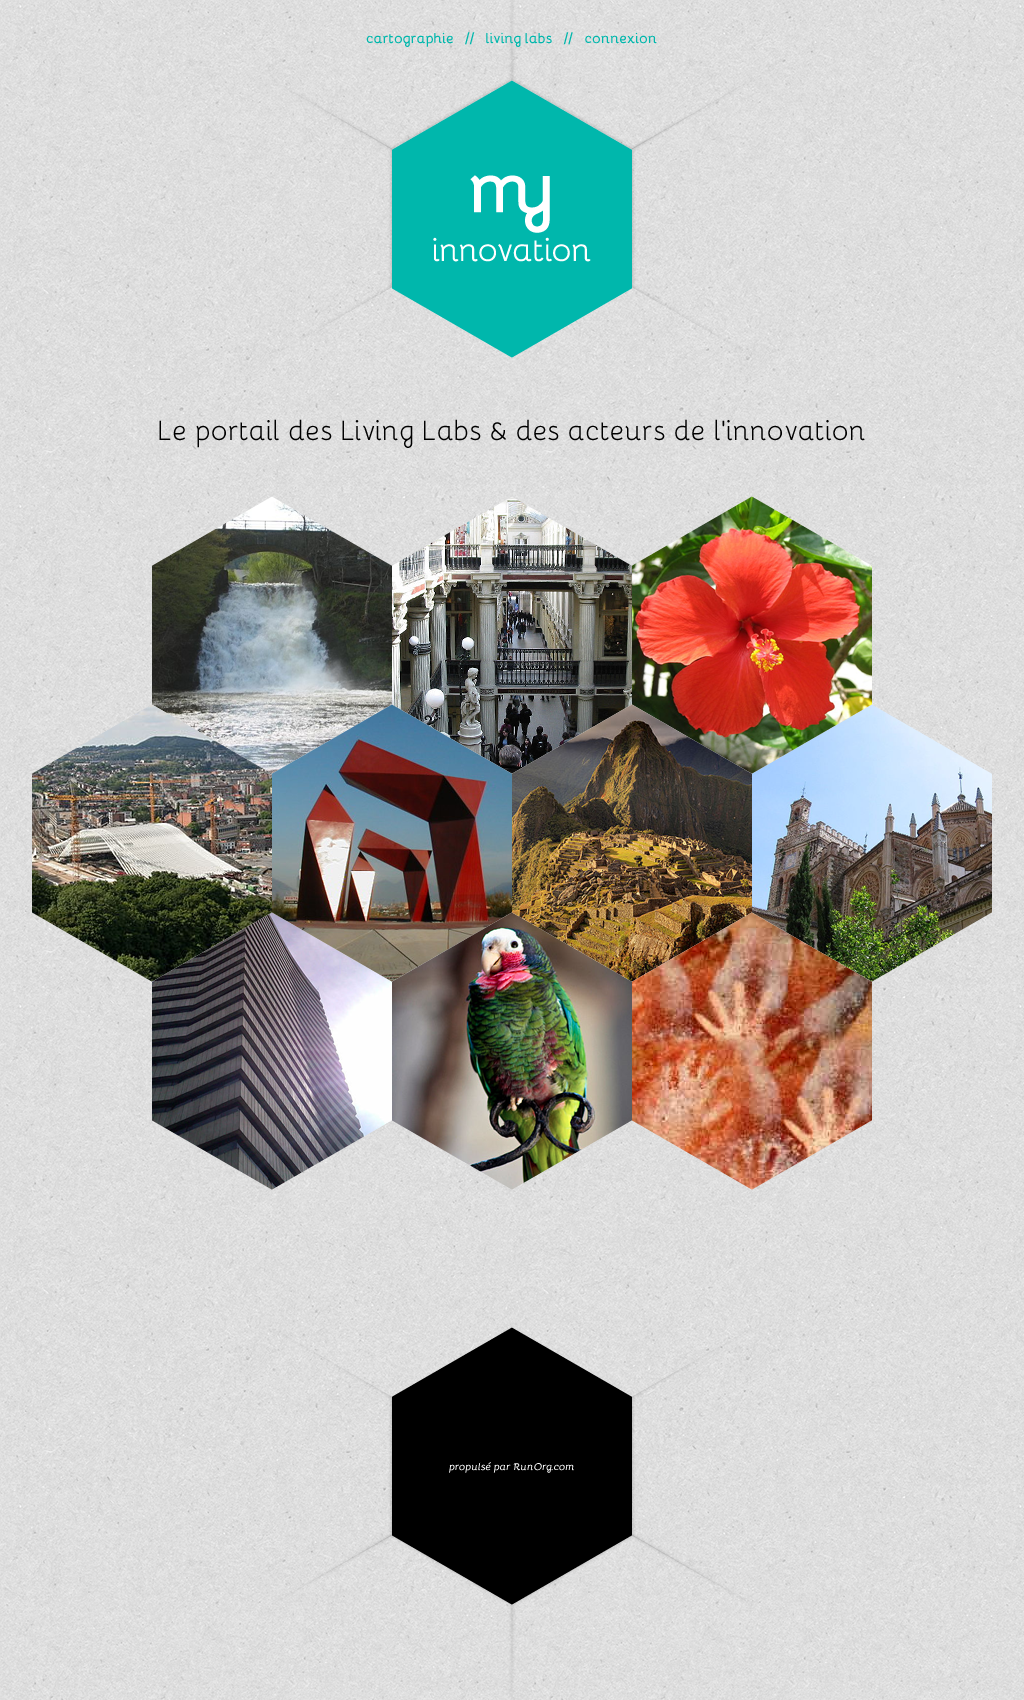 cartographie // living labs // connexion
my
innovation
Le portail des Living Labs & des acteurs de l'innovation
propulsé par RunOrg.com